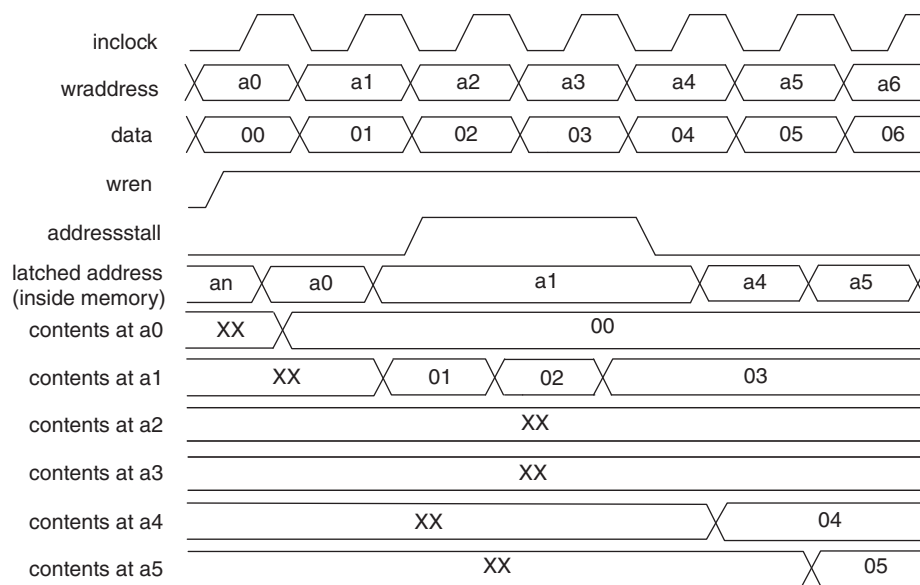 inclock
wraddress a0 a1 a2 a3 a4 a5 a6
data 00 01 02 03 04 05 06
wren
addressstall
latched address
(inside memory) an a0 a1 a4 a5
contents at a0 XX 00
contents at a1 XX 01 02 03
contents at a2 XX
contents at a3 XX
contents at a4 XX 04
contents at a5 XX 05